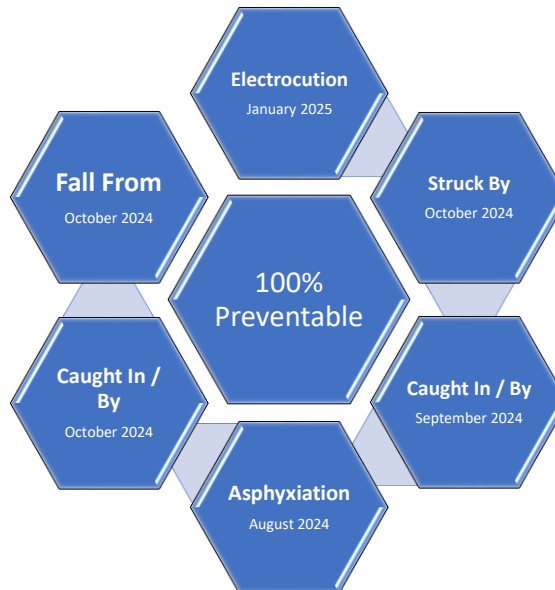 Electrocution
January 2025
Fall From
October 2024
Struck By
October 2024
100%
Preventable
Caught In /
By
October 2024
Caught In / By
September 2024
Asphyxiation
August 2024